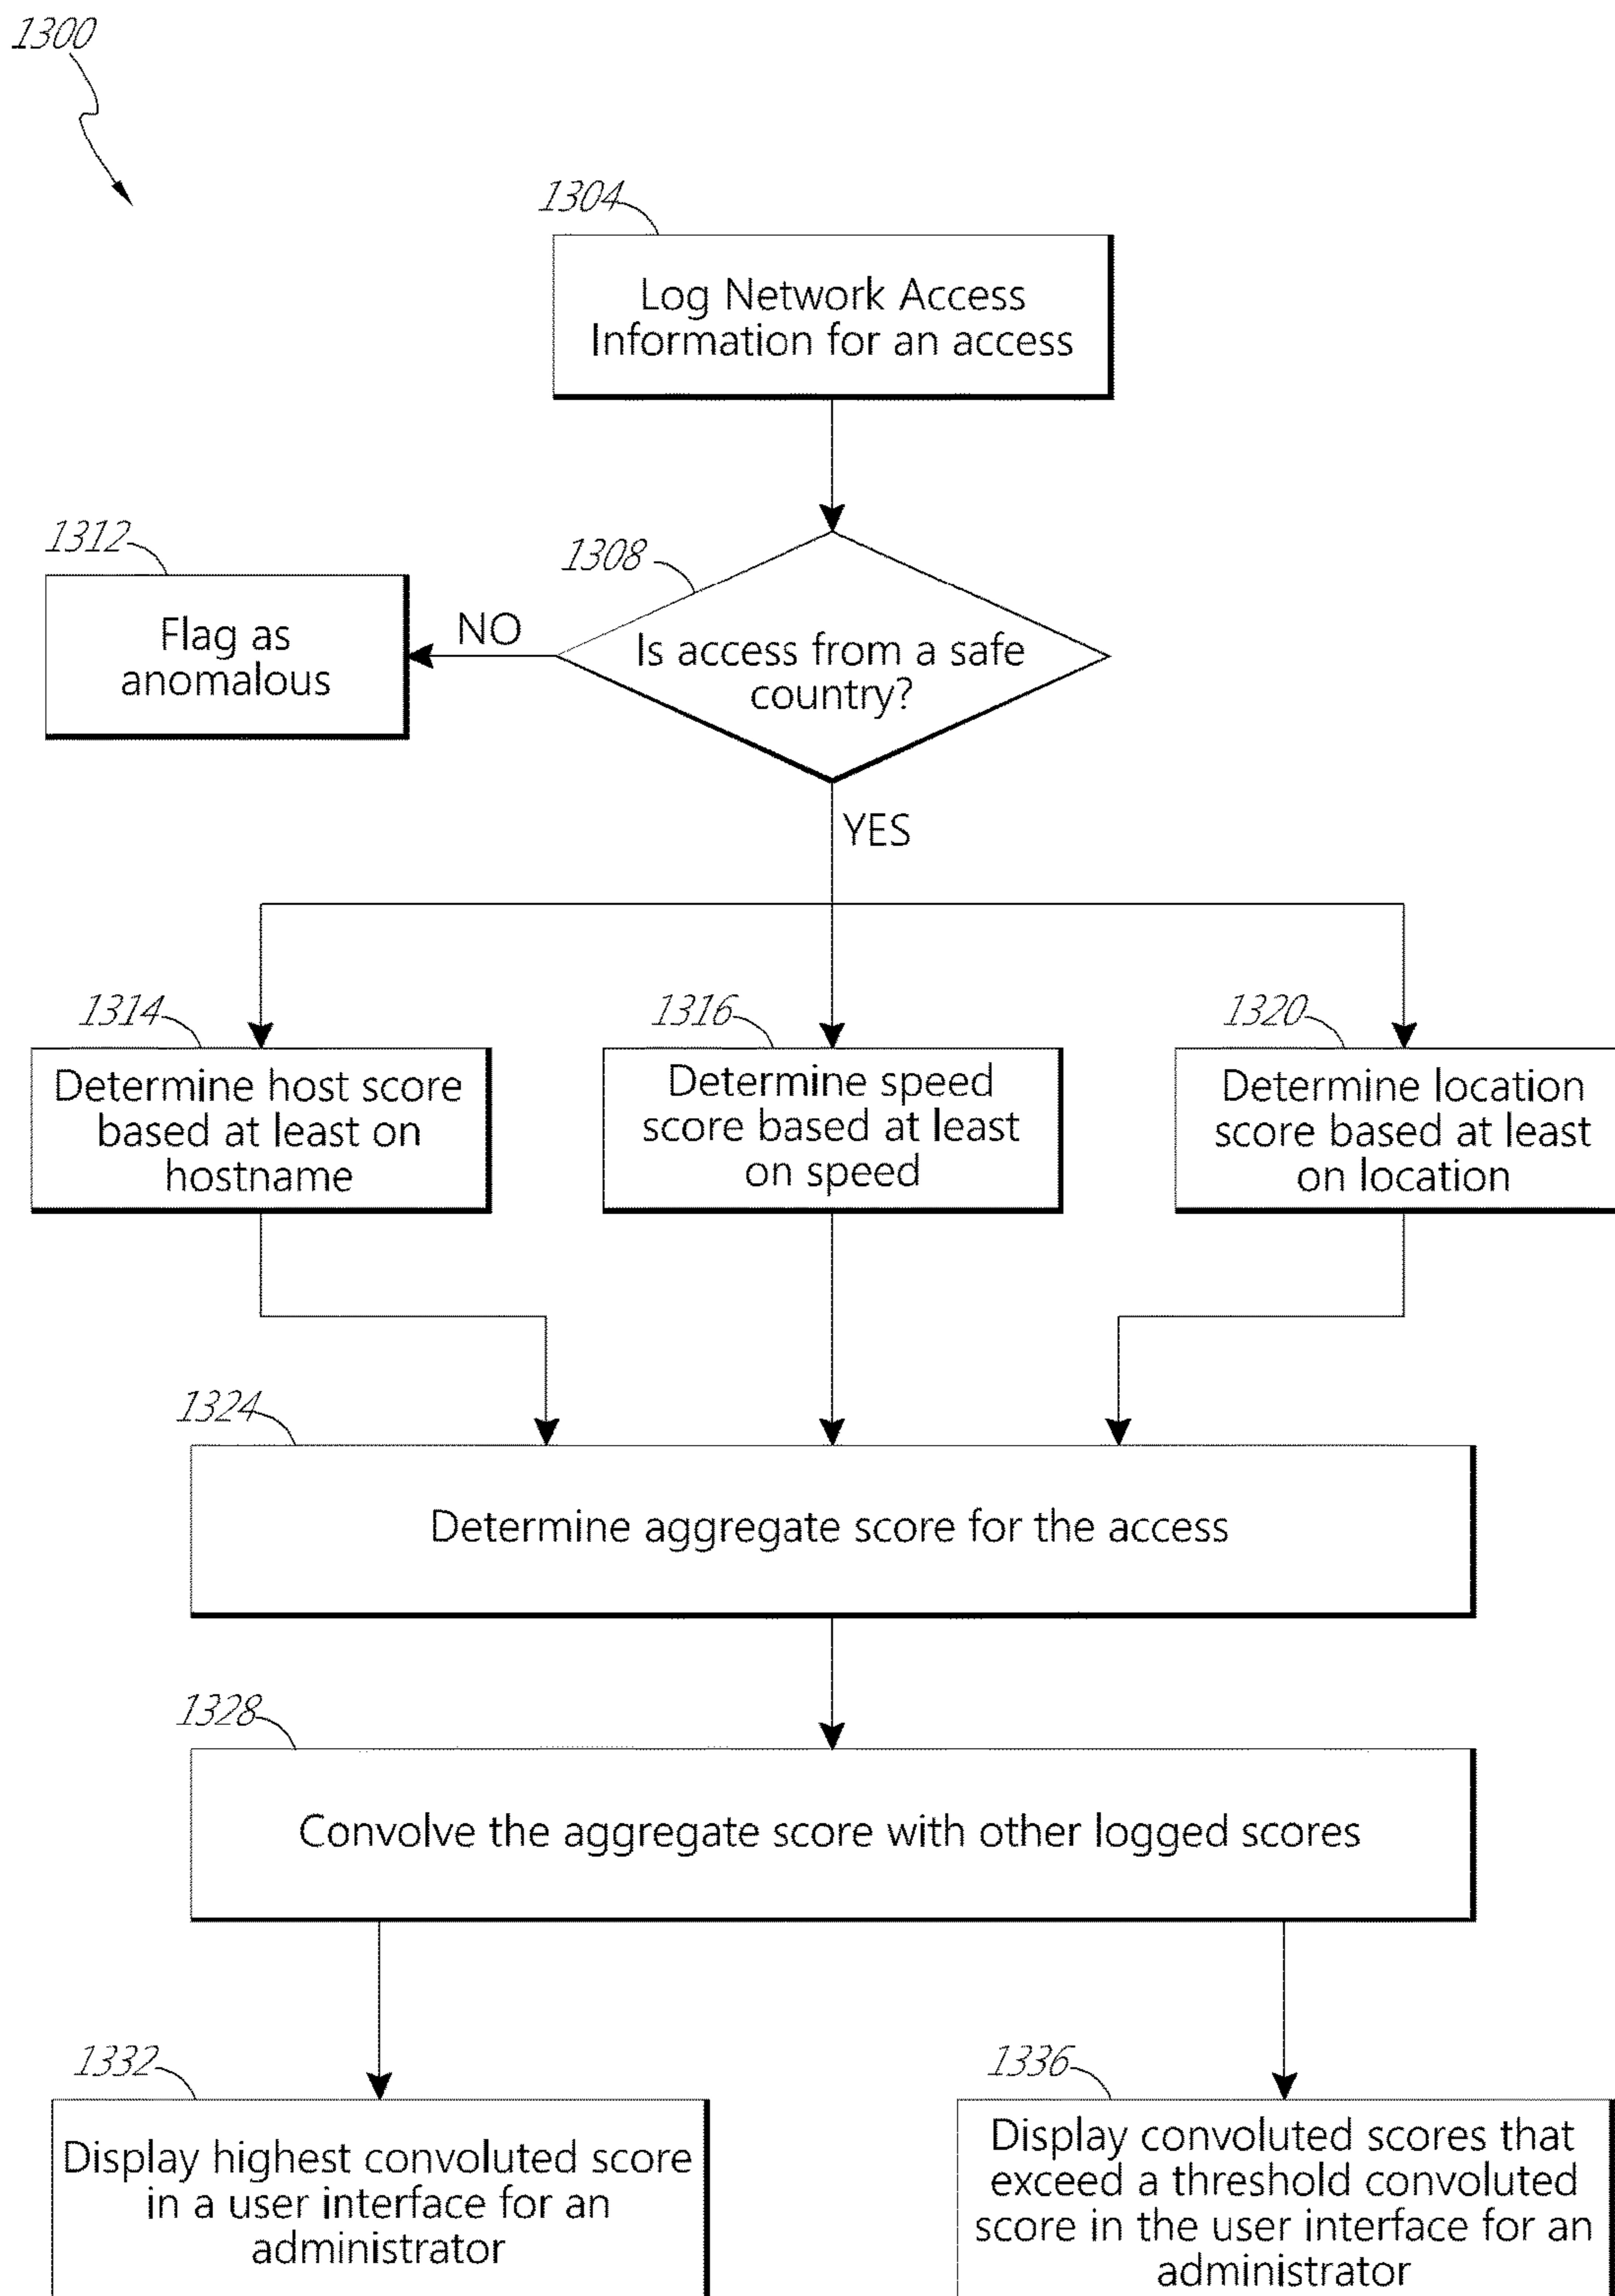 1300
1304
Log Network Access
Information for an access
1312
1308
Flag as
anomalous
NO
Is access from a safe
country?
YES
1314
1316
1320
Determine host score
based at least on
hostname
Determine speed
score based at least
on speed
Determine location
score based at least
on location
1324
Determine aggregate score for the access
1328
Convolve the aggregate score with other logged scores
1332
1336
Display highest convoluted score
in a user interface for an
administrator
Display convoluted scores that
exceed a threshold convoluted
score in the user interface for an
administrator